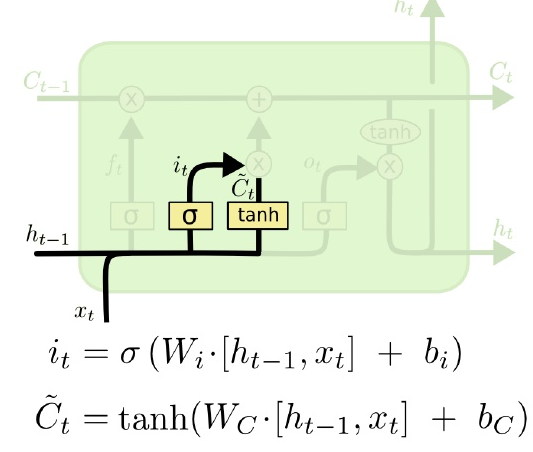 h_t
C_{t-1}
×
+
C_t
tanh
f_t
i_t
×
o_t
×
C̃_t
σ
σ
tanh
σ
h_{t-1}
h_t
x_t
i_t = σ (W_i·[h_{t-1}, x_t] + b_i)
C̃_t = tanh(W_C·[h_{t-1}, x_t] + b_C)